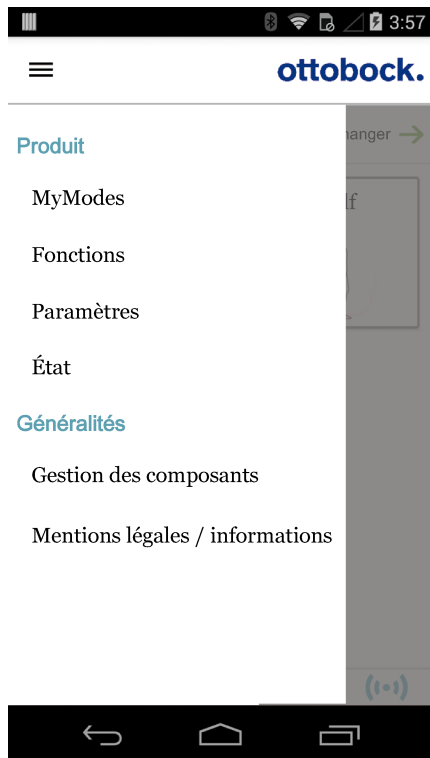 3:57
ottobock.
Produit
MyModes
Fonctions
Paramètres
État
Généralités
Gestion des composants
Mentions légales / informations